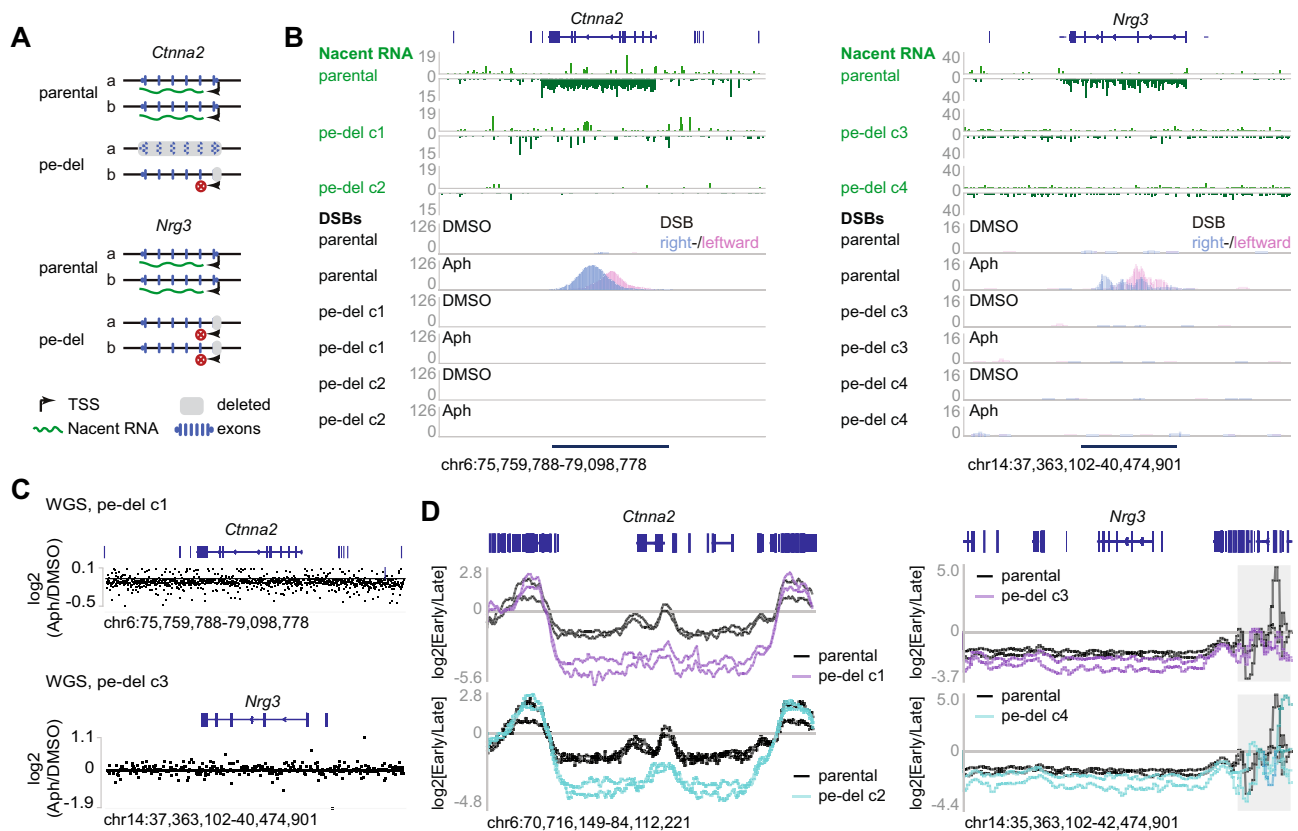 A
Ctnna2
parental
a
b
pe-del
a
b
Nrg3
parental
a
b
pe-del
a
b
TSS
deleted
Nacent RNA
exons
B
Ctnna2
Nacent RNA
parental
19
0
15
pe-del c1
19
0
15
pe-del c2
19
0
15
DSBs
parental
126
0
DMSO
DSB
right-/leftward
parental
126
0
Aph
pe-del c1
126
0
DMSO
pe-del c1
126
0
Aph
pe-del c2
126
0
DMSO
pe-del c2
126
0
Aph
chr6:75,759,788-79,098,778
Nrg3
Nacent RNA
parental
40
0
40
pe-del c3
40
0
40
pe-del c4
40
0
40
DSBs
parental
16
0
DMSO
DSB
right-/leftward
parental
16
0
Aph
pe-del c3
16
0
DMSO
pe-del c3
16
0
Aph
pe-del c4
16
0
DMSO
pe-del c4
16
0
Aph
chr14:37,363,102-40,474,901
C
WGS, pe-del c1
Ctnna2
log2
(Aph/DMSO)
0.1
-0.5
chr6:75,759,788-79,098,778
WGS, pe-del c3
Nrg3
log2
(Aph/DMSO)
1.1
0
-1.9
chr14:37,363,102-40,474,901
D
Ctnna2
log2[Early/Late]
2.8
0
-5.6
parental
pe-del c1
log2[Early/Late]
2.8
0
-4.8
parental
pe-del c2
chr6:70,716,149-84,112,221
Nrg3
log2[Early/Late]
5.0
0
-3.7
parental
pe-del c3
log2[Early/Late]
5.0
0
-4.4
parental
pe-del c4
chr14:35,363,102-42,474,901